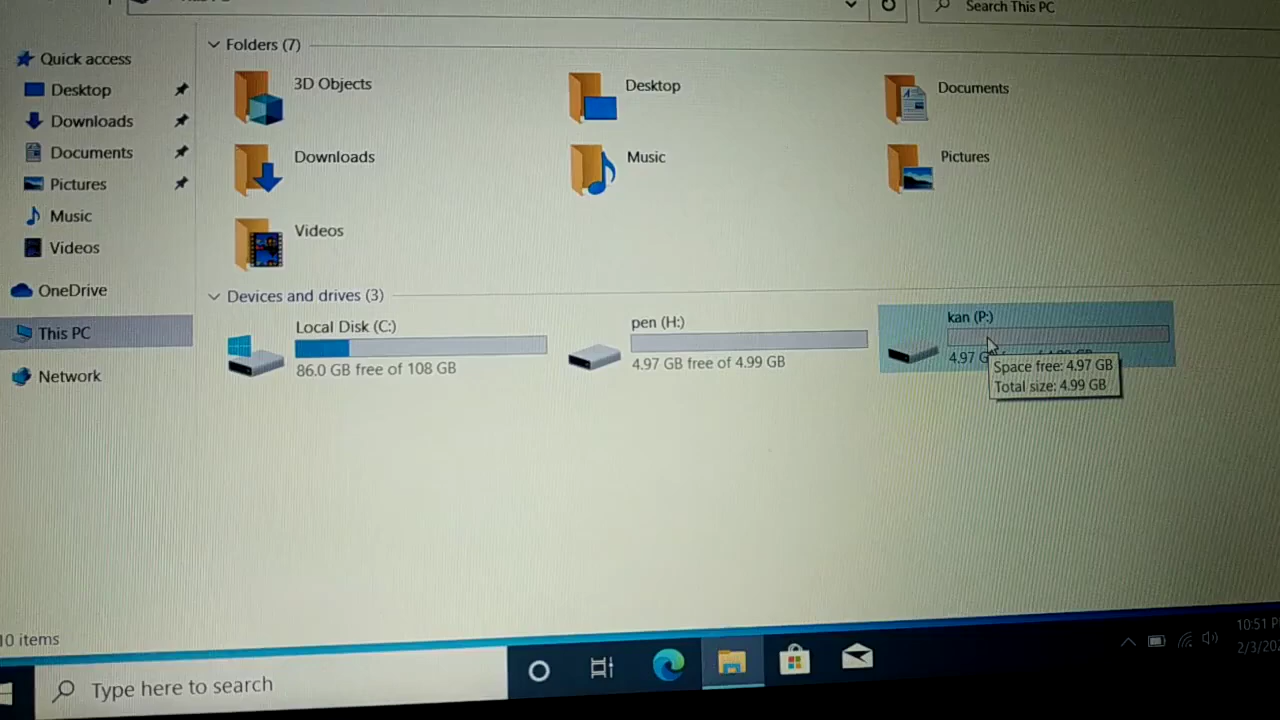 Search This PC
Quick access
Desktop
Downloads
Documents
Pictures
Music
Videos
OneDrive
This PC
Network
Folders (7)
3D Objects
Desktop
Documents
Downloads
Music
Pictures
Videos
Devices and drives (3)
Local Disk (C:)
86.0 GB free of 108 GB
pen (H:)
4.97 GB free of 4.99 GB
kan (P:)
4.97 G
Space free: 4.97 GB
Total size: 4.99 GB
10 items
Type here to search
10:51 P
2/3/202